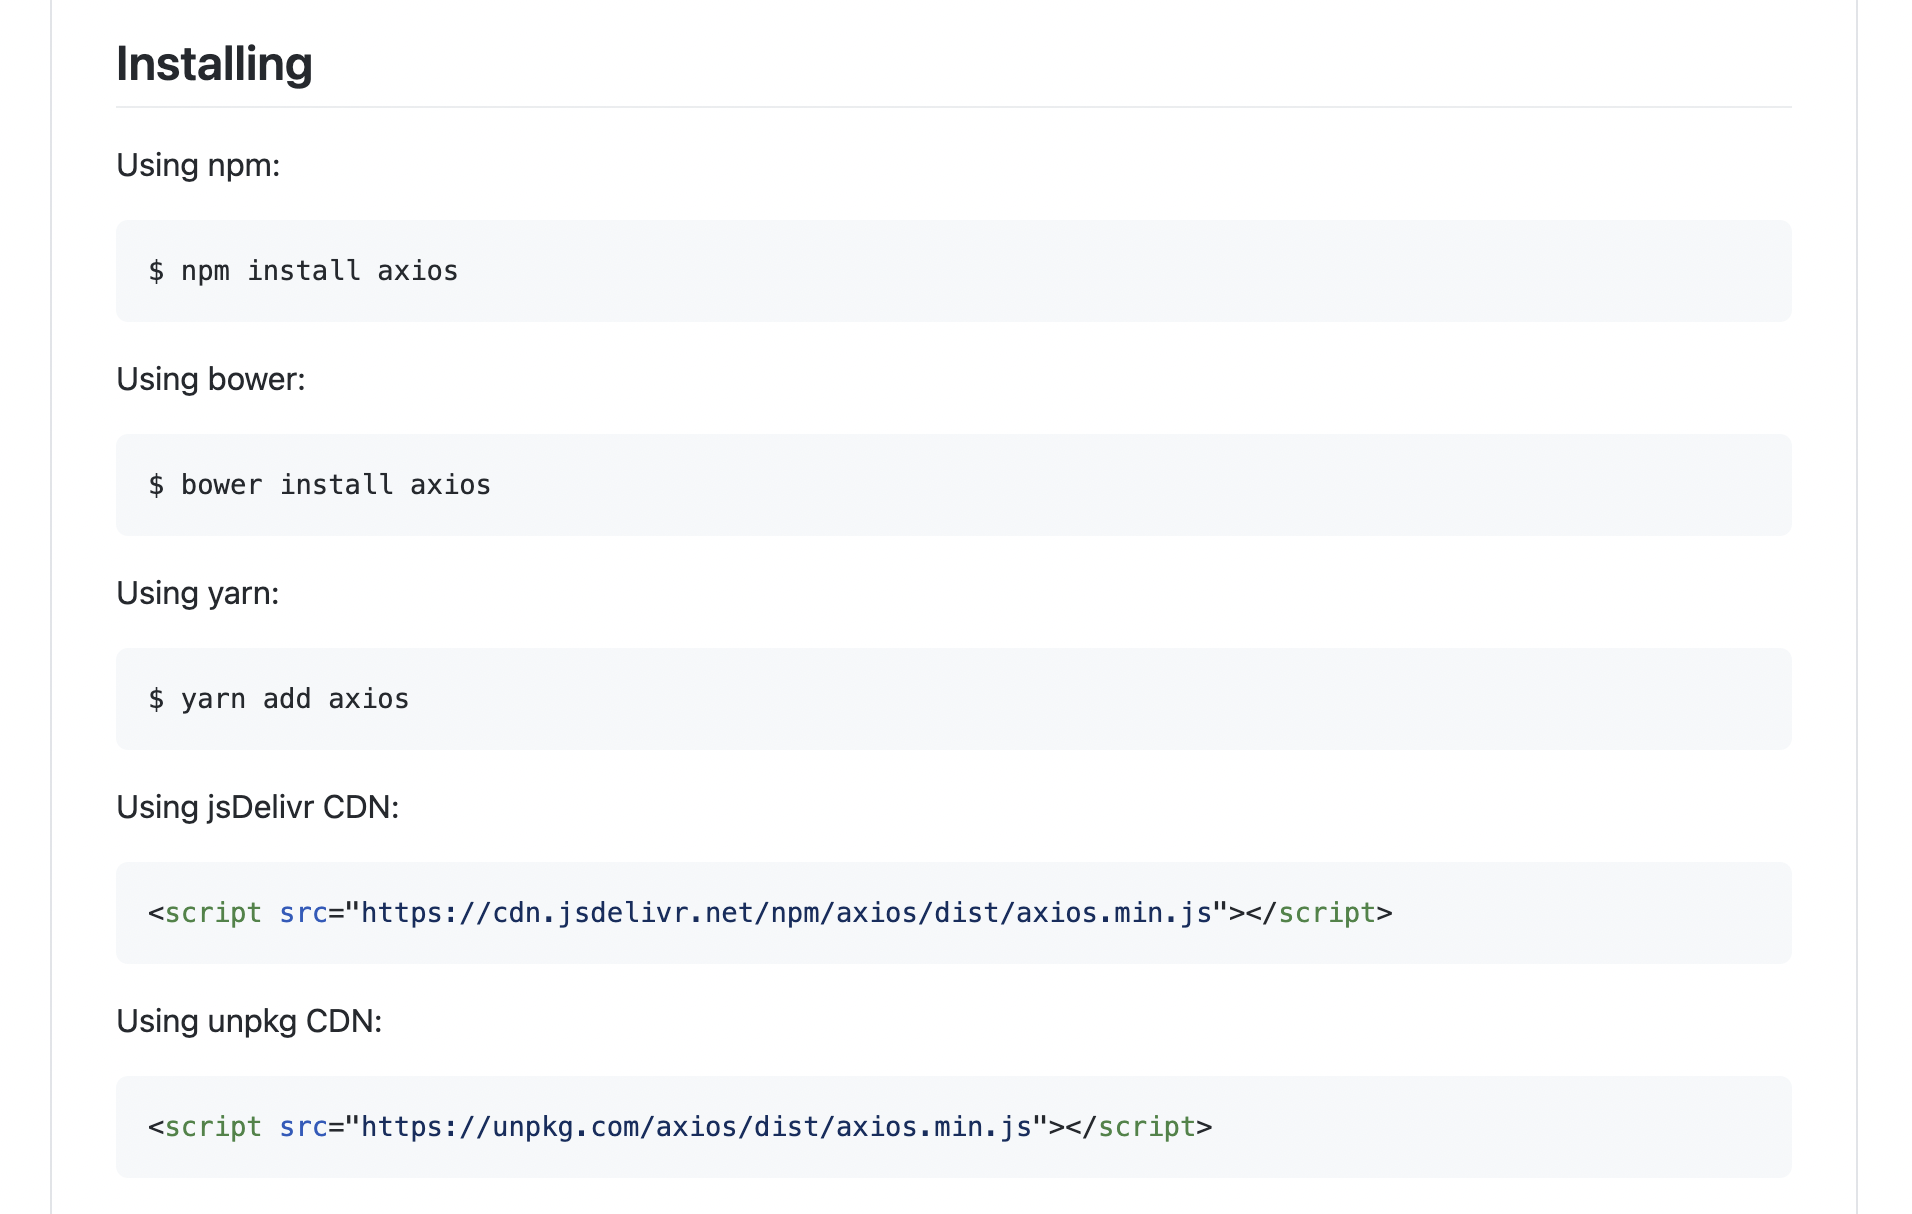 Installing
Using npm:
$ npm install axios
Using bower:
$ bower install axios
Using yarn:
$ yarn add axios
Using jsDelivr CDN:
<script src="https://cdn.jsdelivr.net/npm/axios/dist/axios.min.js"></script>
Using unpkg CDN:
<script src="https://unpkg.com/axios/dist/axios.min.js"></script>